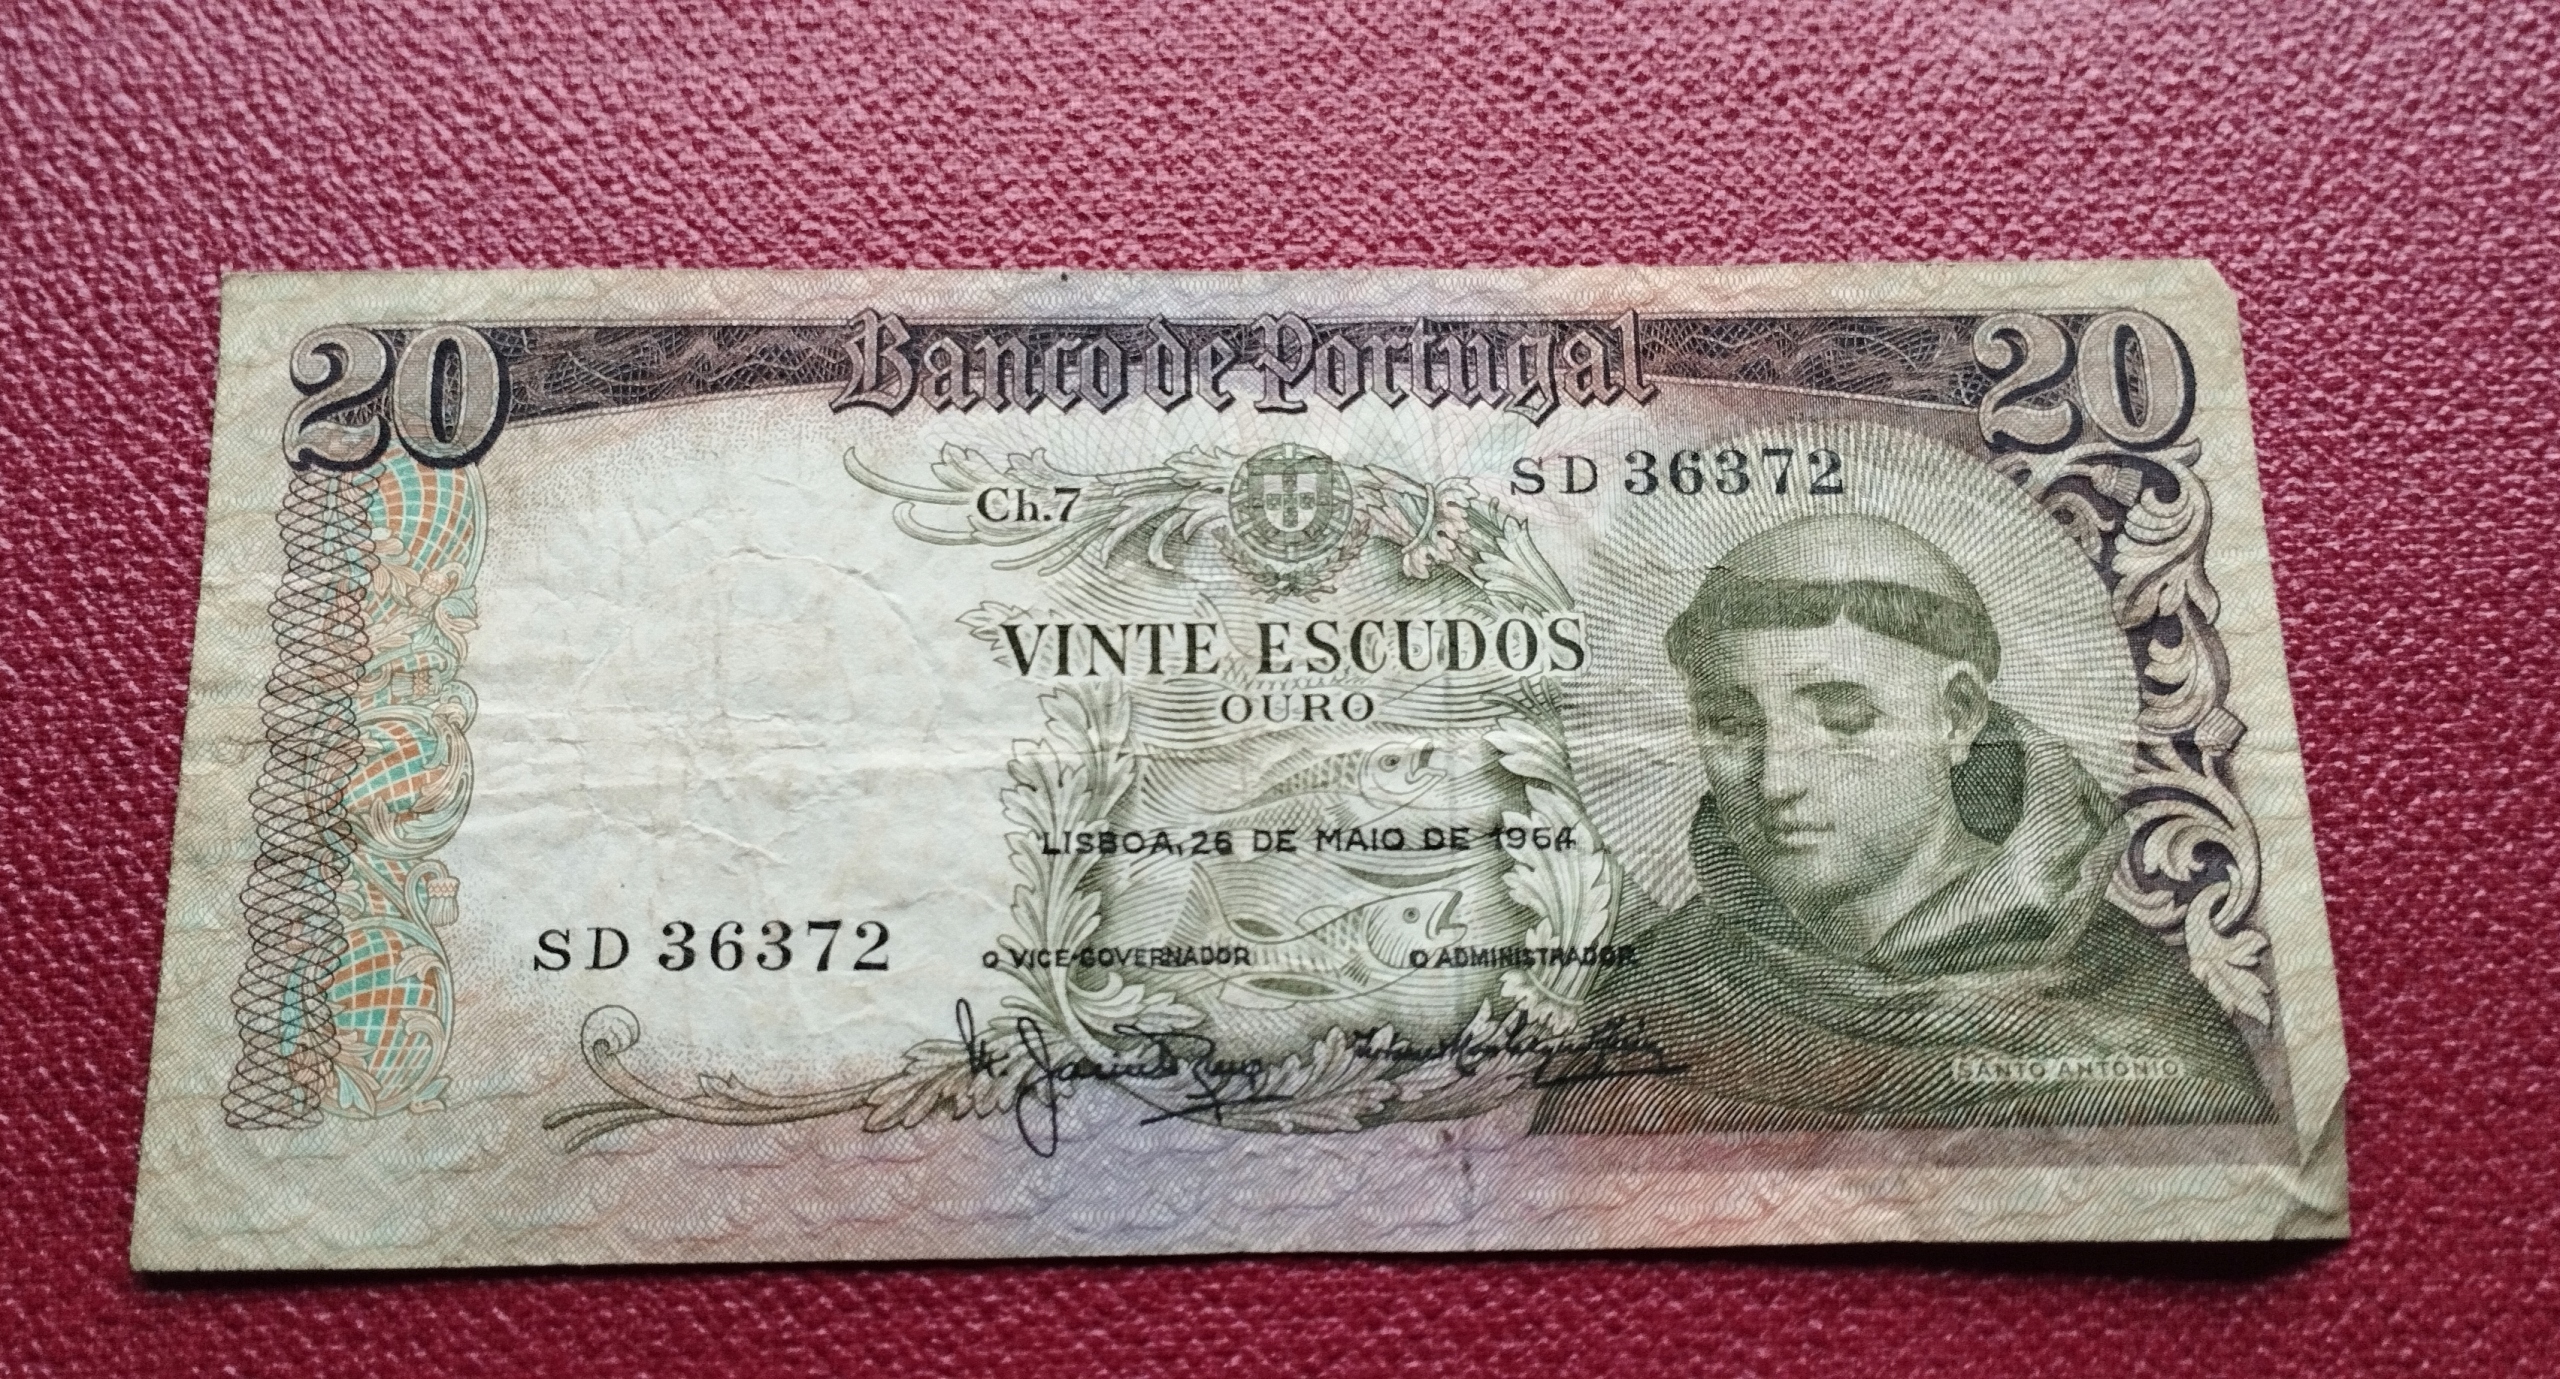 20 Banco de Portugal 20
Ch.7
SD 36372
VINTE ESCUDOS
OURO
LISBOA, 26 DE MAIO DE 1964
SD 36372
O VICE-GOVERNADOR
O ADMINISTRADOR
SANTO ANTÓNIO